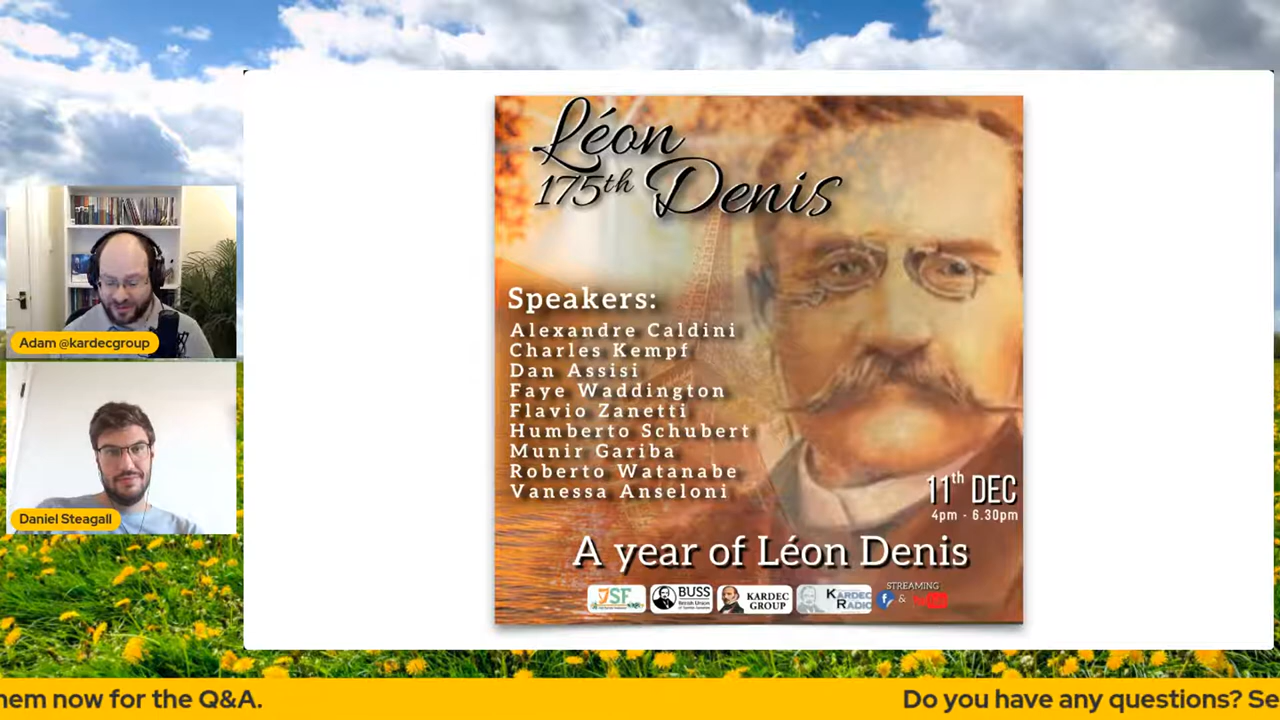 Léon
175th Denis
Speakers:
Alexandre Caldini
Charles Kempf
Dan Assisi
Faye Waddington
Flavio Zanetti
Humberto Schubert
Munir Gariba
Roberto Watanabe
Vanessa Anseloni
11th DEC
4pm - 6.30pm
A year of Léon Denis
BUSS
KARDEC
GROUP
KARDEC
RADIO
STREAMING
&
Adam @kardecgroup
Daniel Steagall
hem now for the Q&A.
Do you have any questions? Se